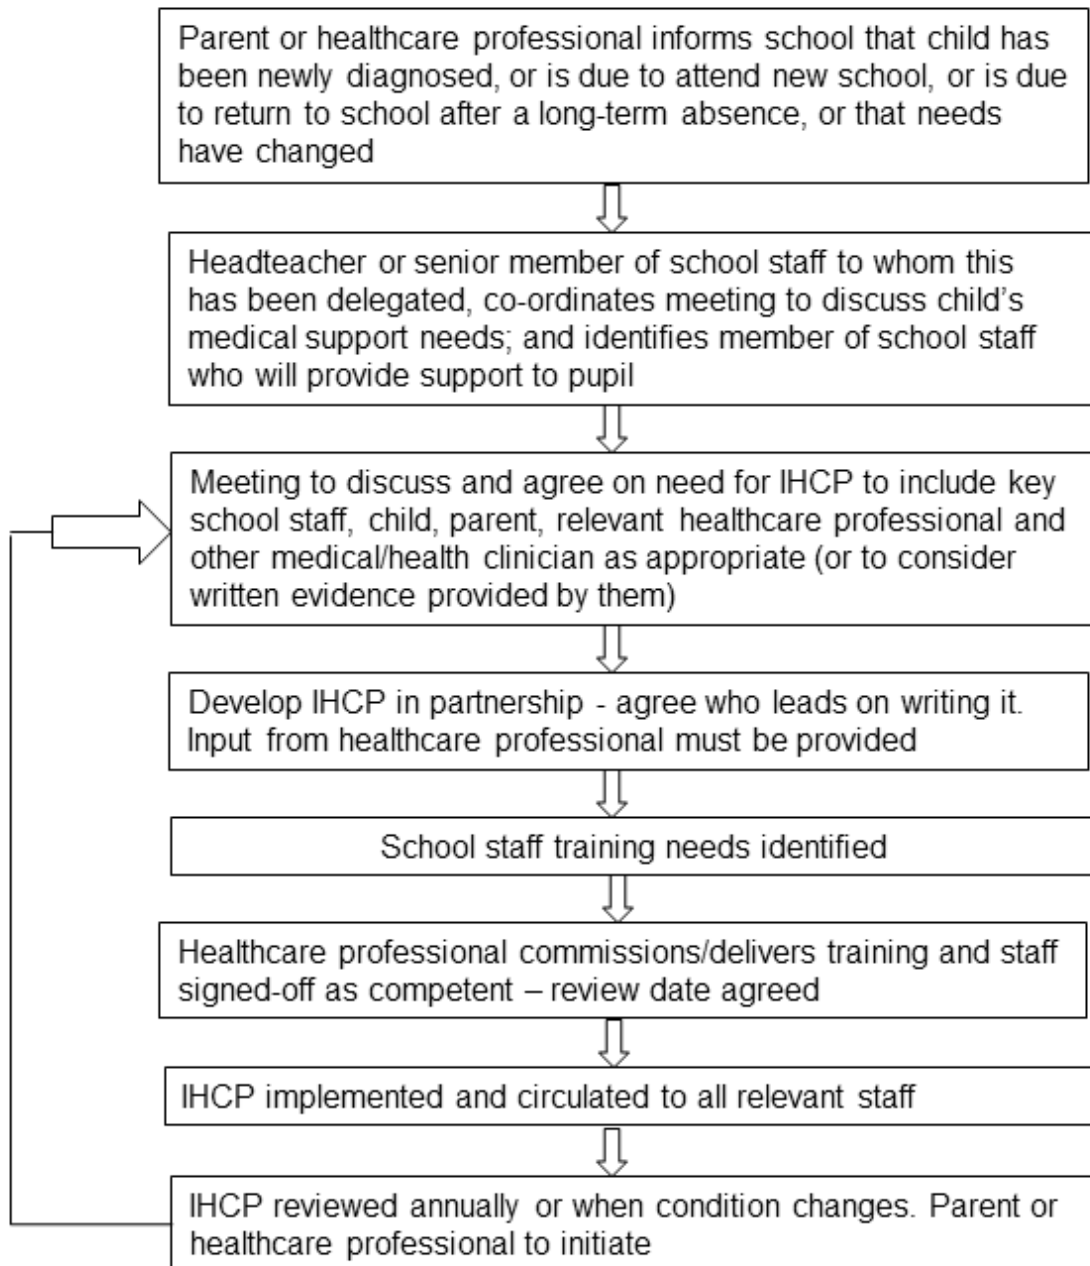 Parent or healthcare professional informs school that child has
been newly diagnosed, or is due to attend new school, or is due
to return to school after a long-term absence, or that needs
have changed
Headteacher or senior member of school staff to whom this
has been delegated, co-ordinates meeting to discuss child’s
medical support needs; and identifies member of school staff
who will provide support to pupil
Meeting to discuss and agree on need for IHCP to include key
school staff, child, parent, relevant healthcare professional and
other medical/health clinician as appropriate (or to consider
written evidence provided by them)
Develop IHCP in partnership - agree who leads on writing it.
Input from healthcare professional must be provided
School staff training needs identified
Healthcare professional commissions/delivers training and staff
signed-off as competent – review date agreed
IHCP implemented and circulated to all relevant staff
IHCP reviewed annually or when condition changes. Parent or
healthcare professional to initiate